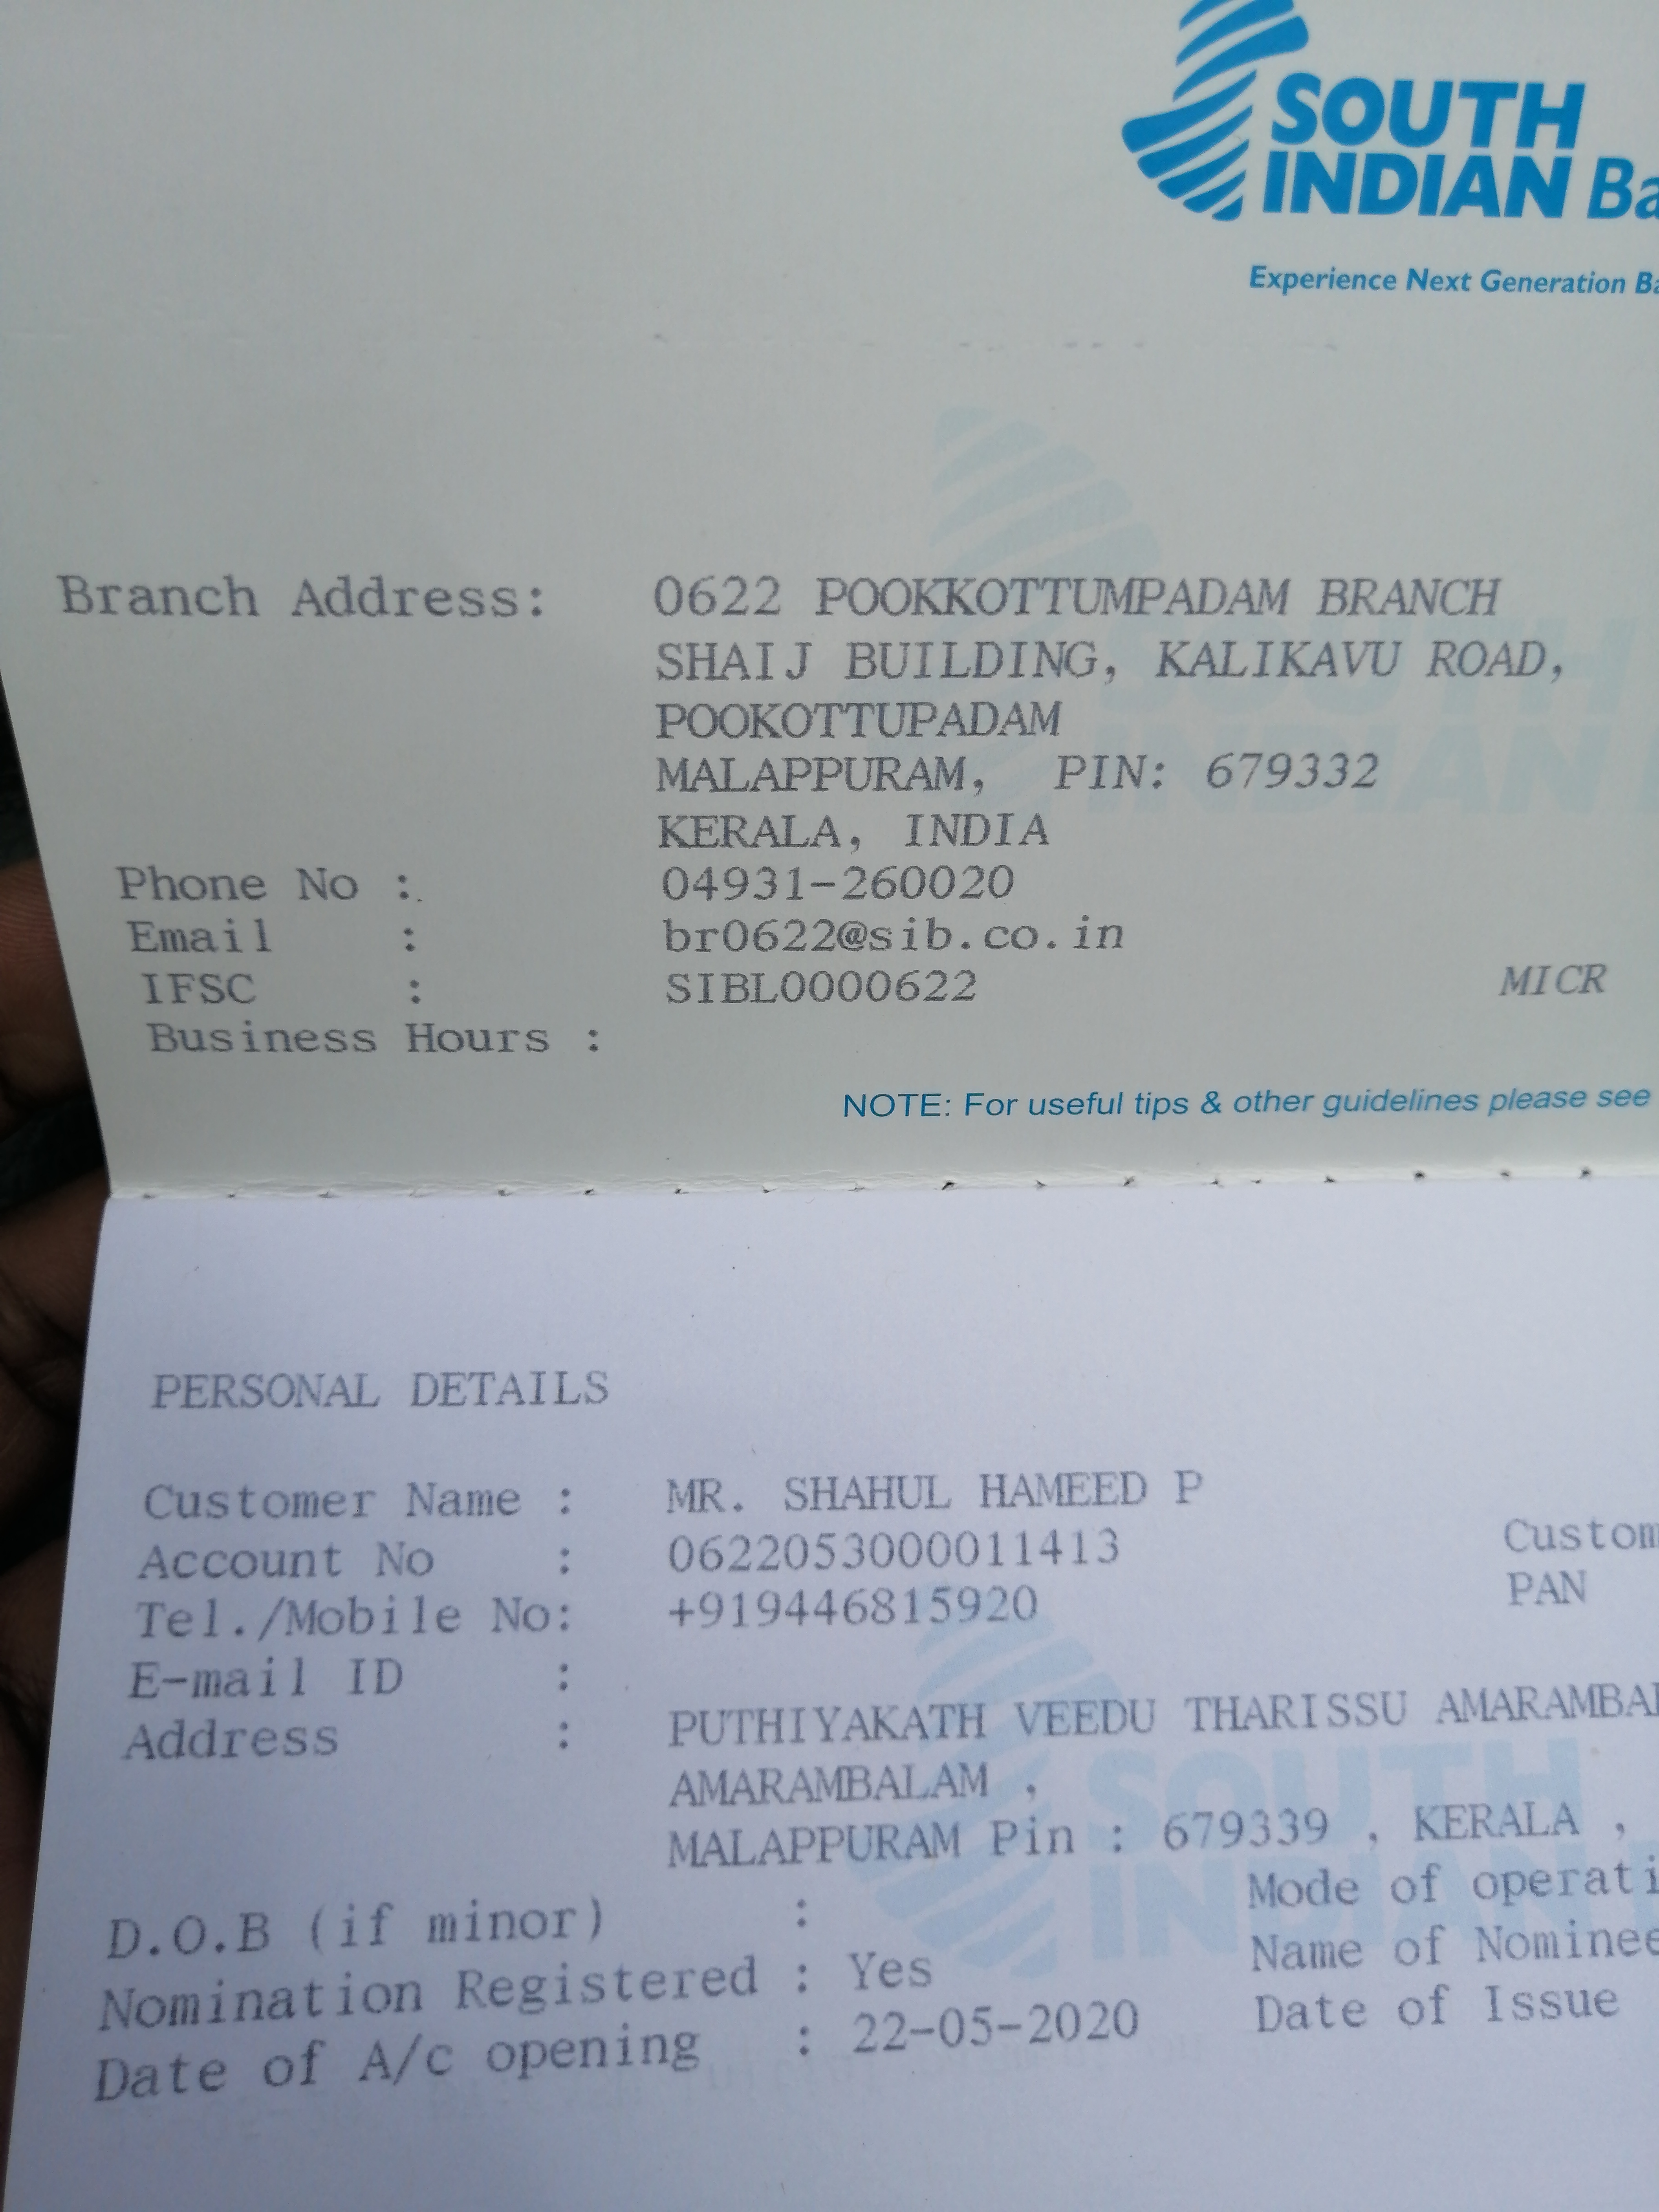 SOUTH
INDIAN Ba
Experience Next Generation Ba
Branch Address: 0622 POOKKOTTUMPADAM BRANCH
SHAIJ BUILDING, KALIKAVU ROAD,
POOKOTTUPADAM
MALAPPURAM, PIN: 679332
KERALA, INDIA
Phone No : 04931-260020
Email : br0622@sib.co.in
IFSC : SIBL0000622 MICR
Business Hours :
NOTE: For useful tips & other guidelines please see
PERSONAL DETAILS
Customer Name : MR. SHAHUL HAMEED P
Account No : 0622053000011413 Custom
Tel./Mobile No: +919446815920 PAN
E-mail ID :
Address : PUTHIYAKATH VEEDU THARISSU AMARAMBA
AMARAMBALAM ,
MALAPPURAM Pin : 679339 , KERALA ,
D.O.B (if minor) : Mode of operati
Nomination Registered : Yes Name of Nominee
Date of A/c opening : 22-05-2020 Date of Issue